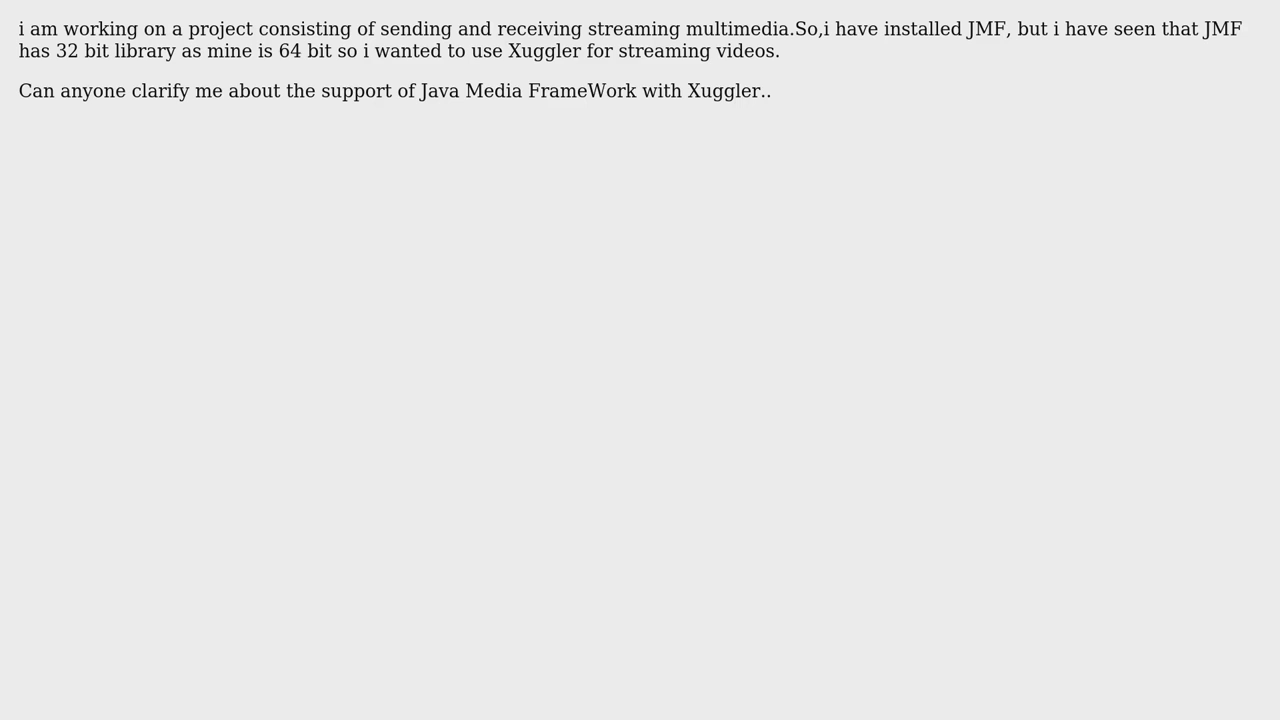 i am working on a project consisting of sending and receiving streaming multimedia.So,i have installed JMF, but i have seen that JMF
has 32 bit library as mine is 64 bit so i wanted to use Xuggler for streaming videos.
Can anyone clarify me about the support of Java Media FrameWork with Xuggler..